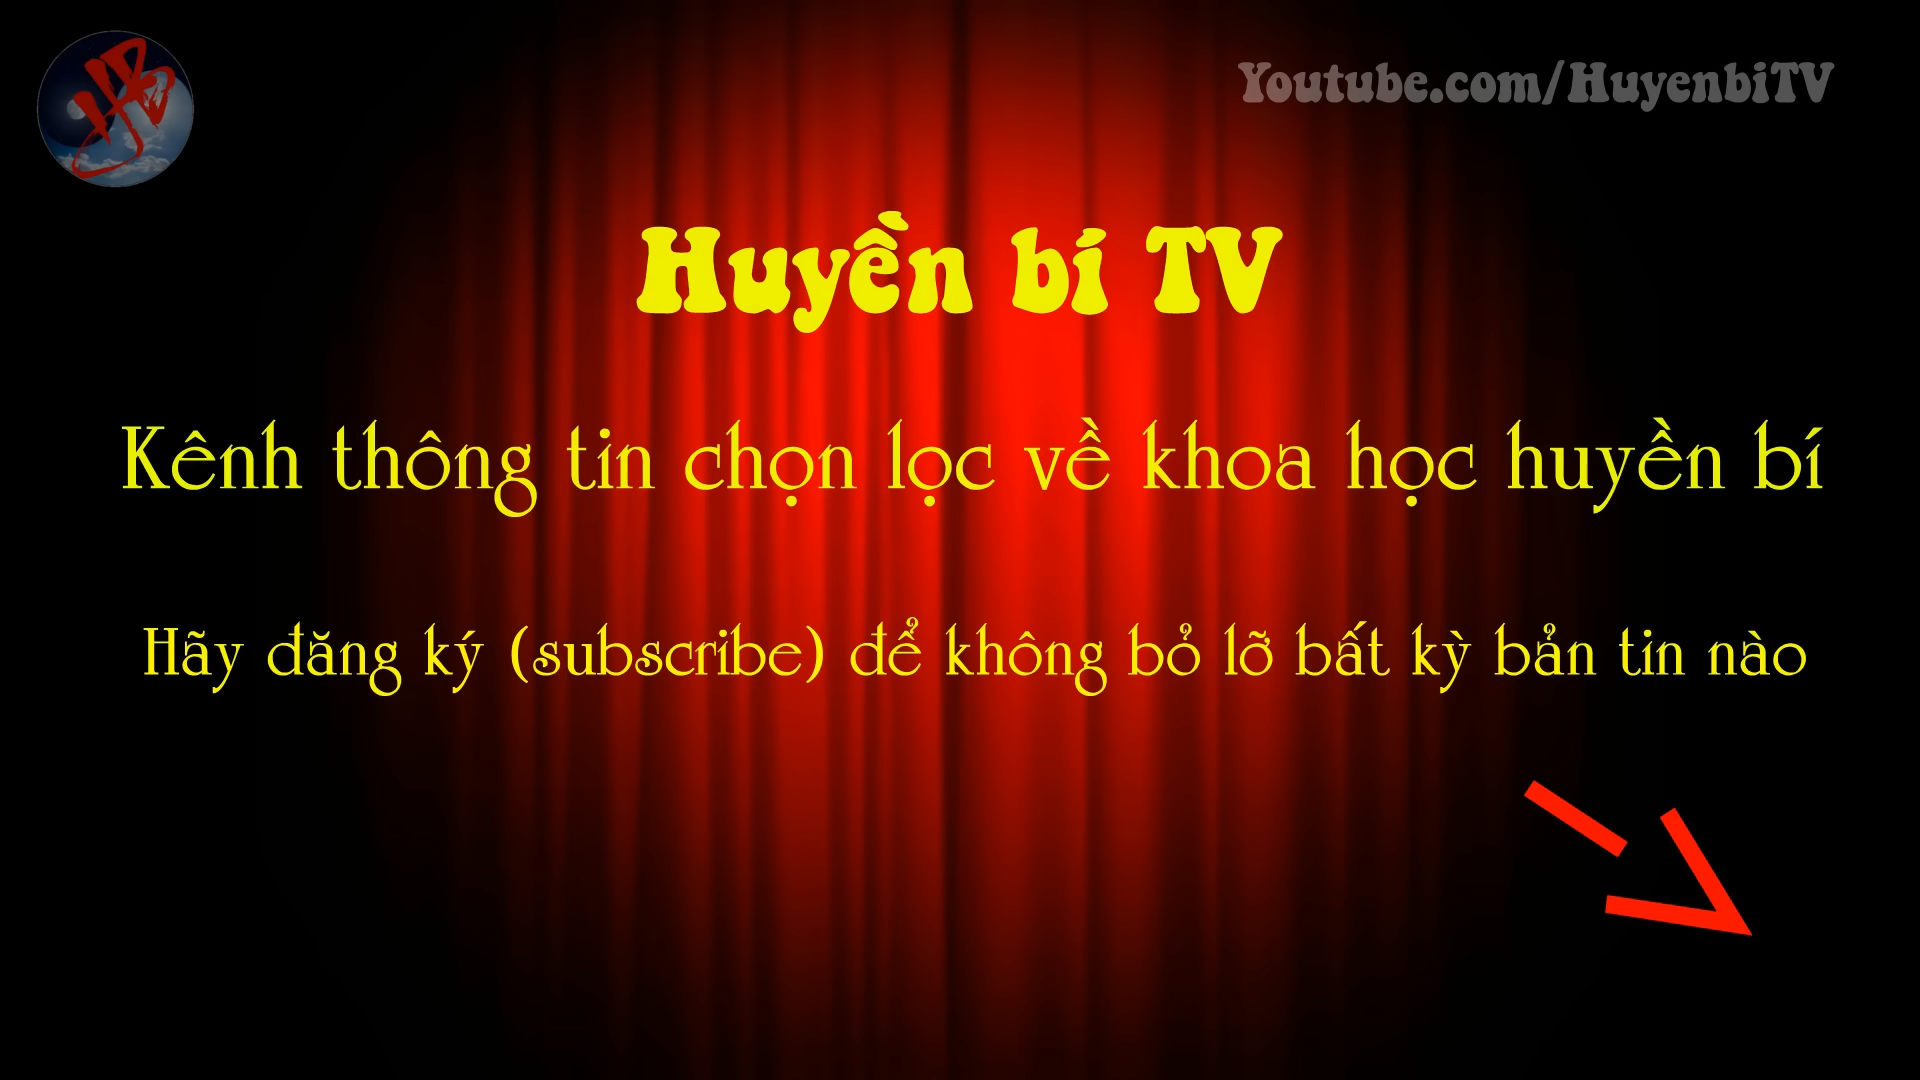 Youtube.com/HuyenbiTV
Huyền bí TV
Kênh thông tin chọn lọc về khoa học huyền bí
Hãy đăng ký (subscribe) để không bỏ lỡ bất kỳ bản tin nào